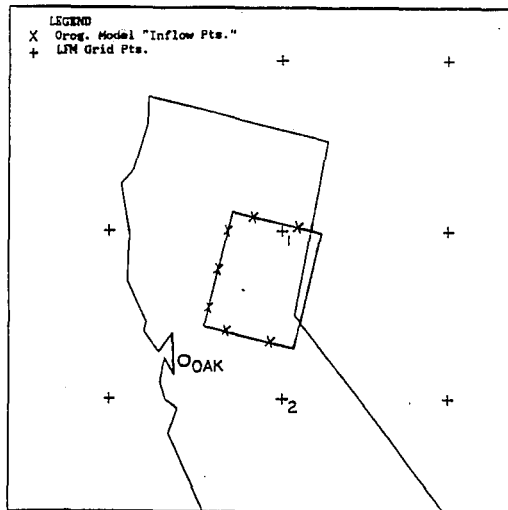 LEGEND
X Orog. Model "Inflow Pts."
+ LFM Grid Pts.
1
OAK
2